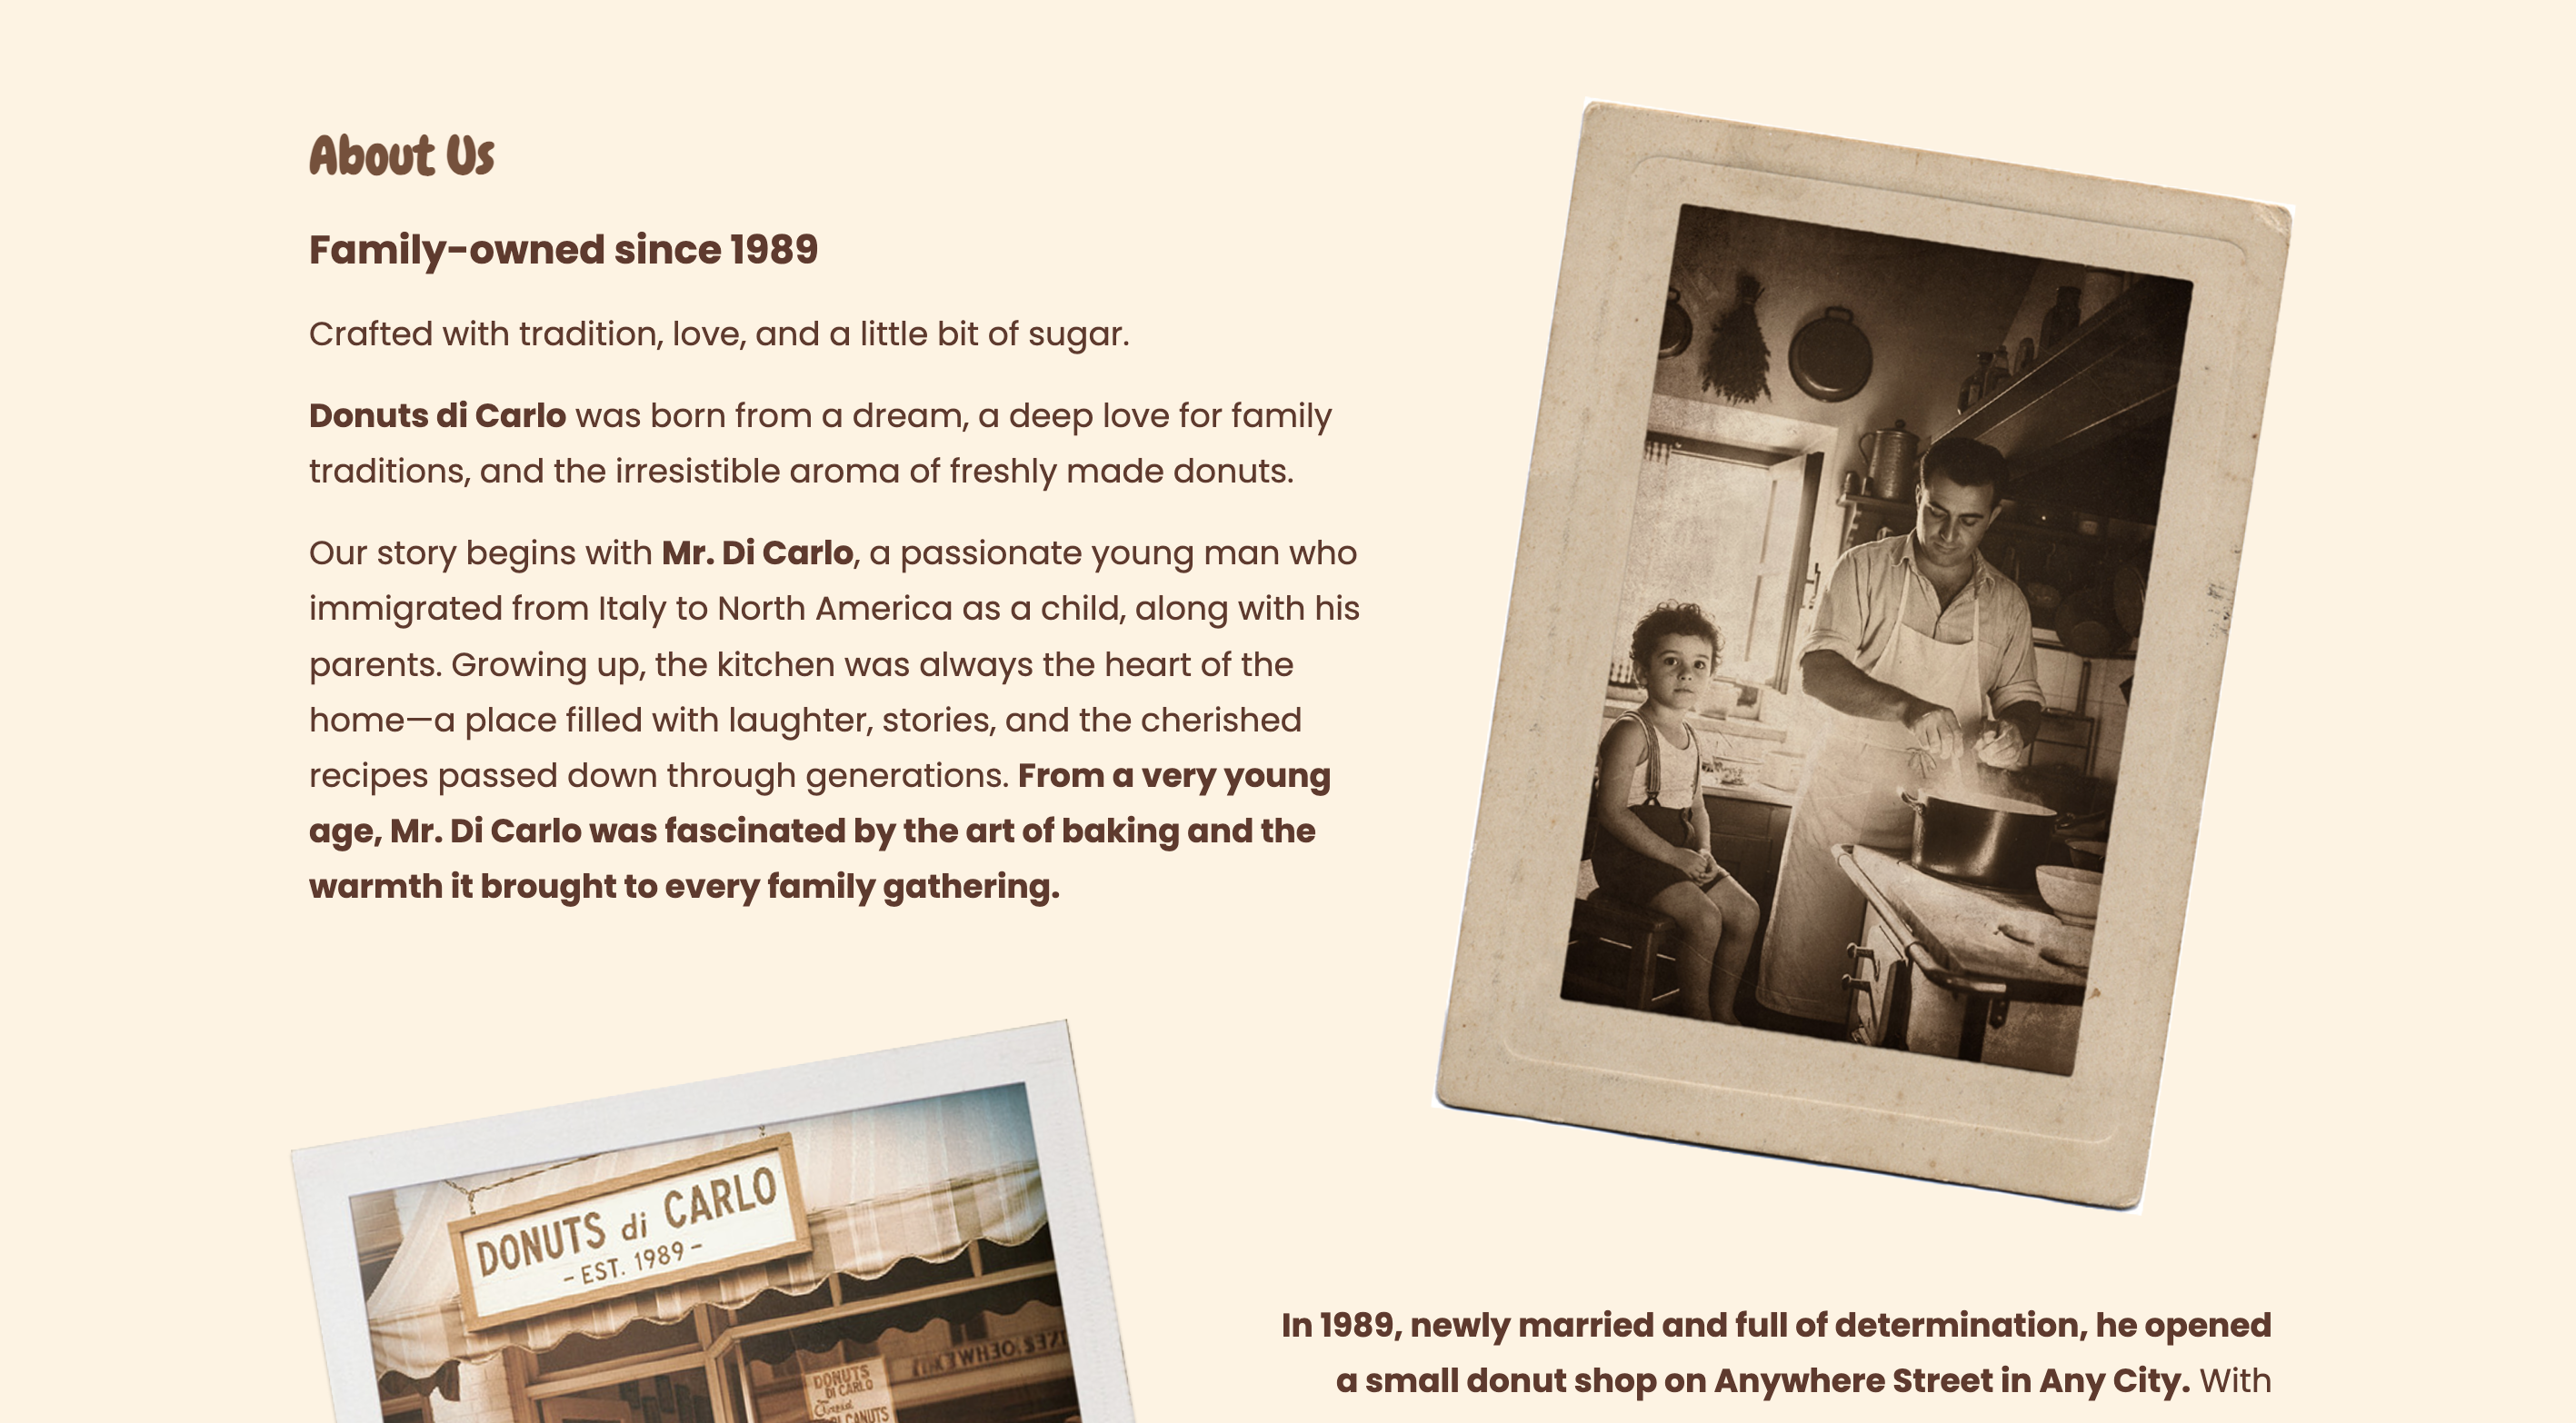 About Us
Family-owned since 1989
Crafted with tradition, love, and a little bit of sugar.
Donuts di Carlo was born from a dream, a deep love for family
traditions, and the irresistible aroma of freshly made donuts.
Our story begins with Mr. Di Carlo, a passionate young man who
immigrated from Italy to North America as a child, along with his
parents. Growing up, the kitchen was always the heart of the
home—a place filled with laughter, stories, and the cherished
recipes passed down through generations. From a very young
age, Mr. Di Carlo was fascinated by the art of baking and the
warmth it brought to every family gathering.
DONUTS di CARLO
- EST. 1989 -
DONUTS
DI CARLO
In 1989, newly married and full of determination, he opened
a small donut shop on Anywhere Street in Any City. With